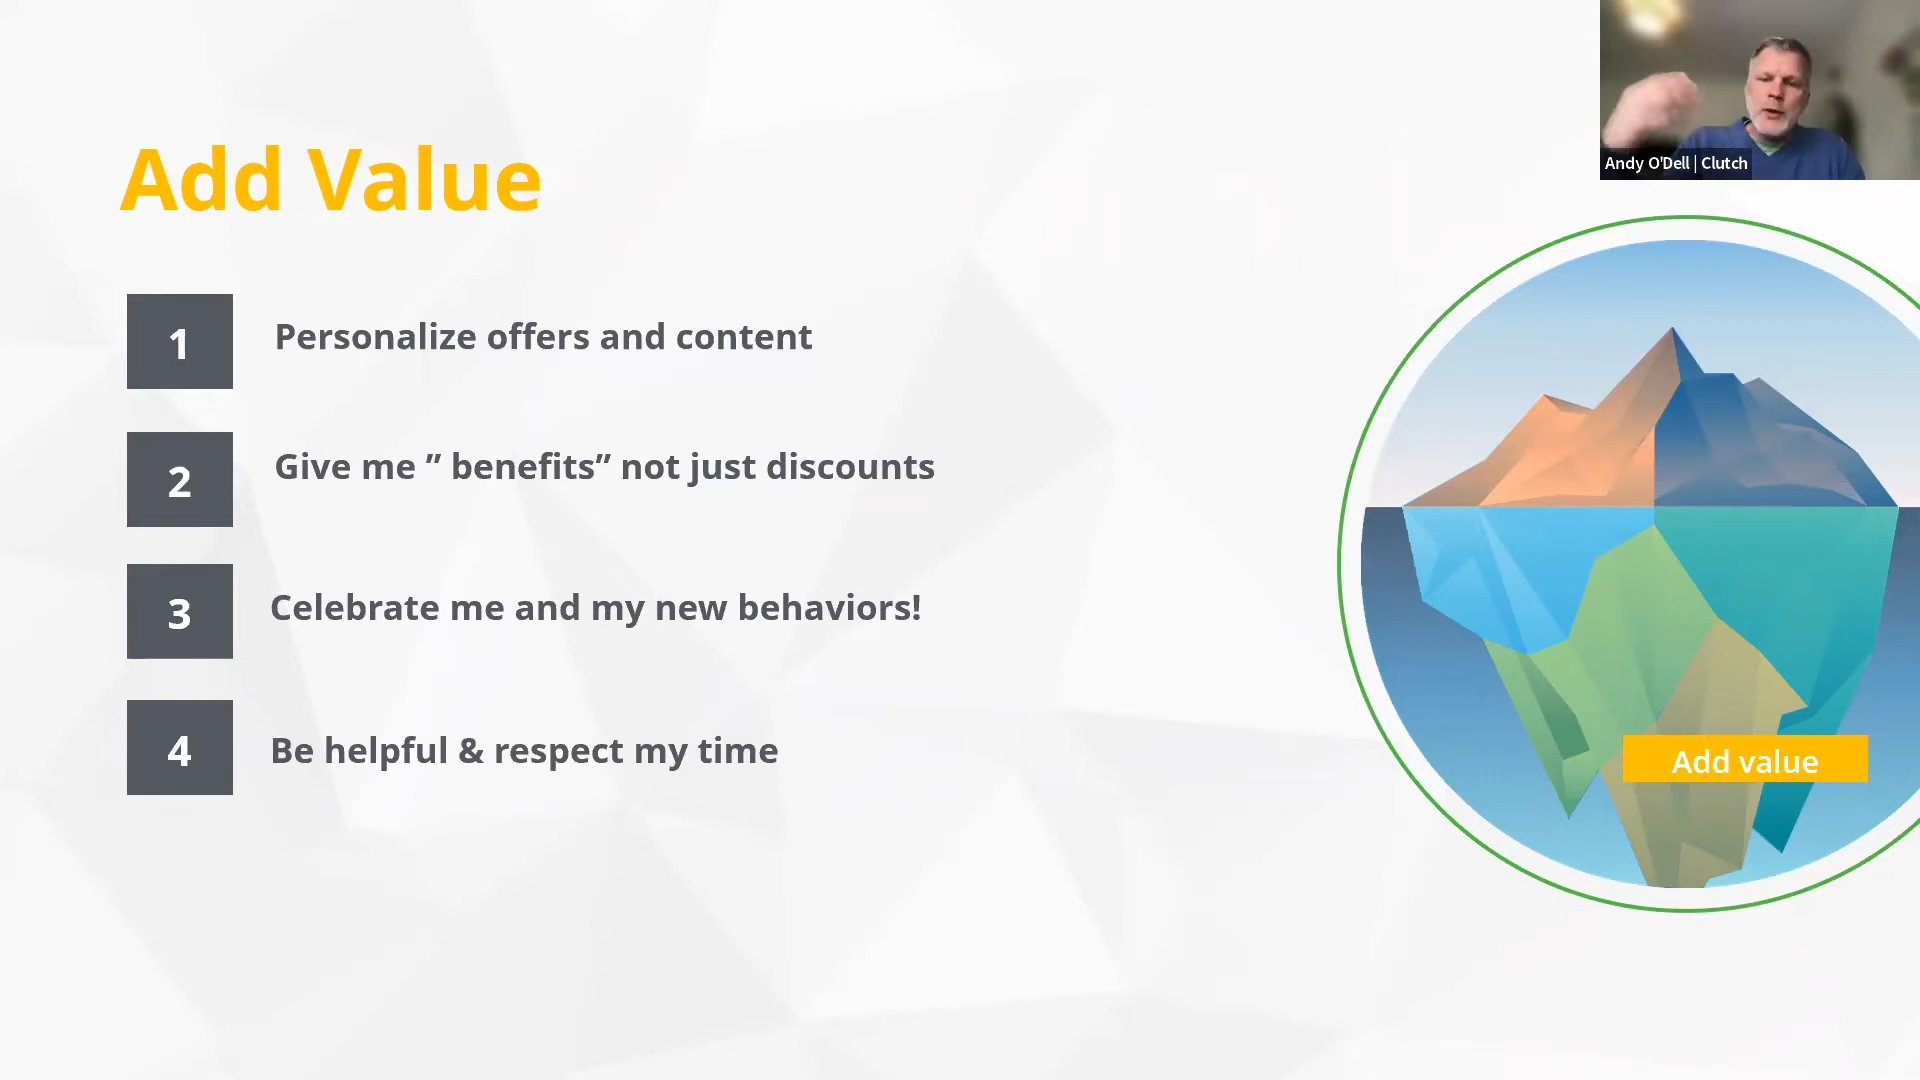 Andy O'Dell | Clutch
Add Value
1
Personalize offers and content
2
Give me ” benefits” not just discounts
3
Celebrate me and my new behaviors!
4
Be helpful & respect my time
Add value